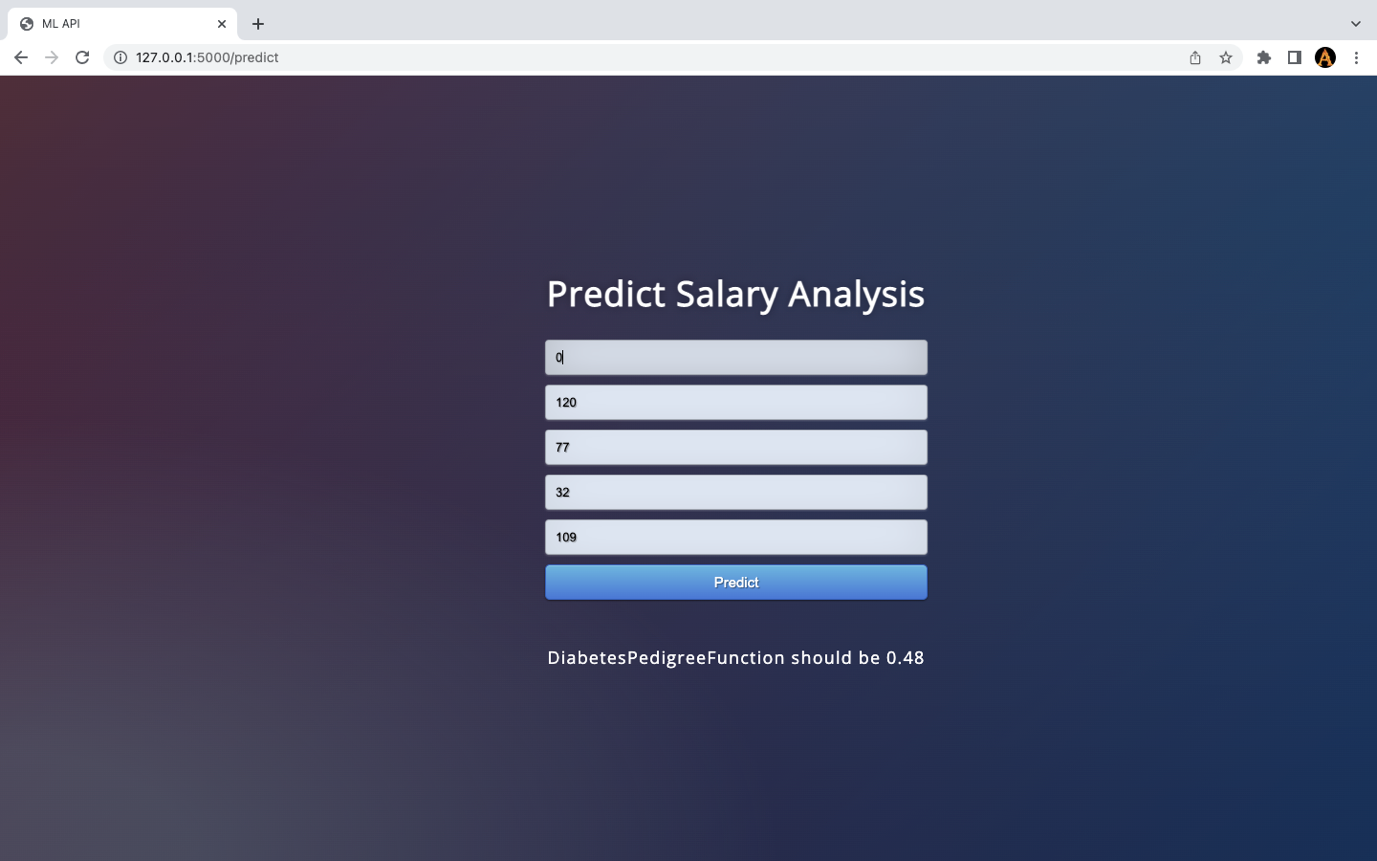 ML API
127.0.0.1:5000/predict
Predict Salary Analysis
0
120
77
32
109
Predict
DiabetesPedigreeFunction should be 0.48